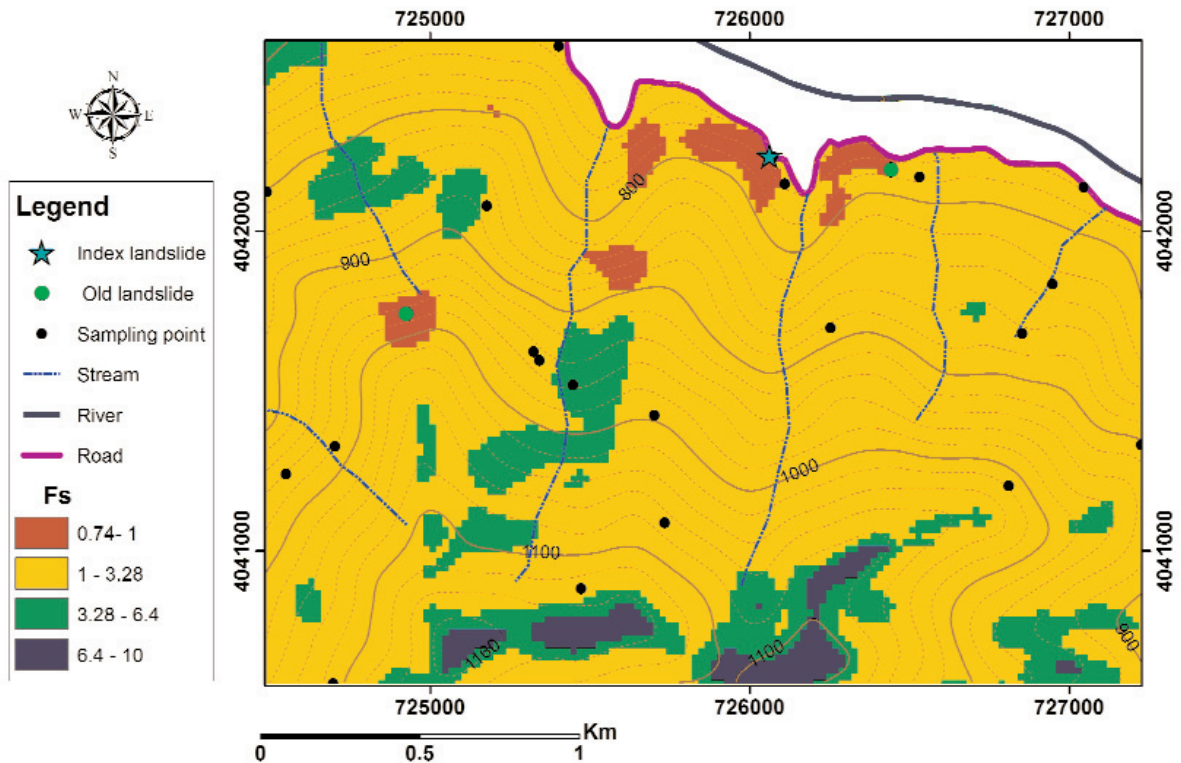 725000 726000 727000
N
W E
S
Legend
Index landslide
Old landslide
Sampling point
Stream
River
Road
Fs
0.74- 1
1 - 3.28
3.28 - 6.4
6.4 - 10
4042000
4041000
800
900
1000
1100
1100
1100
900
4042000
4041000
725000 726000 727000
Km
0 0.5 1